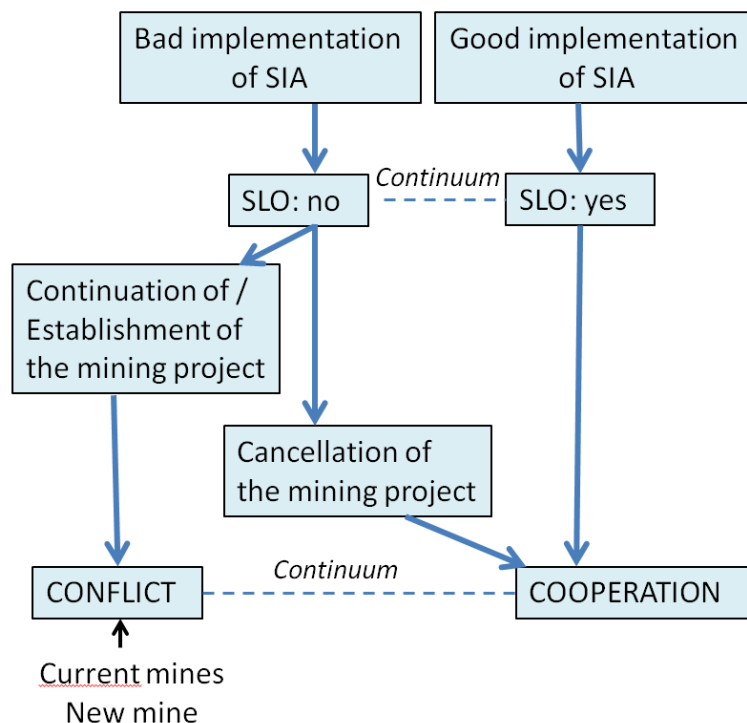 Bad implementation
of SIA
Good implementation
of SIA
SLO: no
Continuum
SLO: yes
Continuation of /
Establishment of
the mining project
Cancellation of
the mining project
CONFLICT
Continuum
COOPERATION
Current mines
New mine